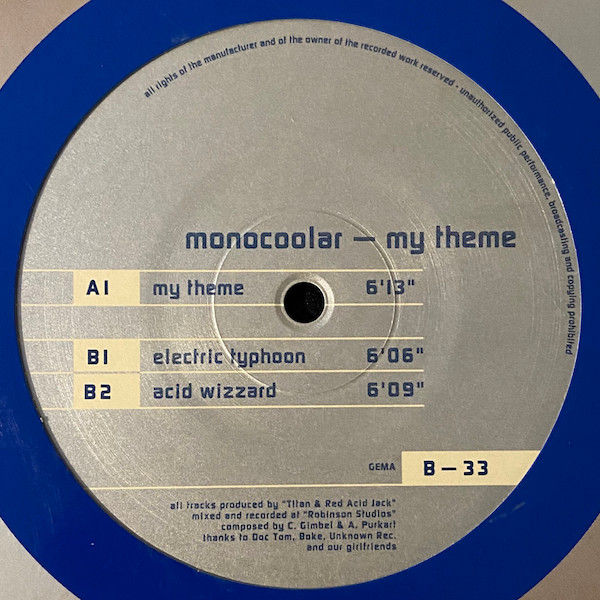 all rights of the manufacturer and of the owner of the recorded work reserved - unauthorized public performance, broadcasting and copying prohibited
monocoolar — my theme
A1 my theme 6'13"
B1 electric typhoon 6'06"
B2 acid wizzard 6'09"
GEMA B — 33
all tracks produced by "Titan & Red Acid Jack"
mixed and recorded at "Robinson Studios"
composed by C. Gimbel & A. Purkart
thanks to Doc Tom, Bake, Unknown Rec.
and our girlfriends